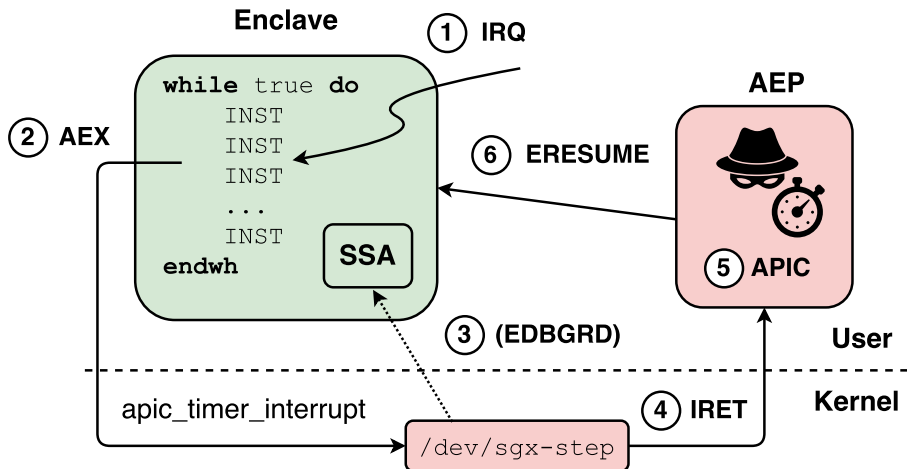 Enclave
① IRQ
while true do
INST
INST
INST
...
INST
endwh
SSA
② AEX
AEP
⑥ ERESUME
⑤ APIC
③ (EDBGRD)
User
Kernel
apic_timer_interrupt
④ IRET
/dev/sgx-step